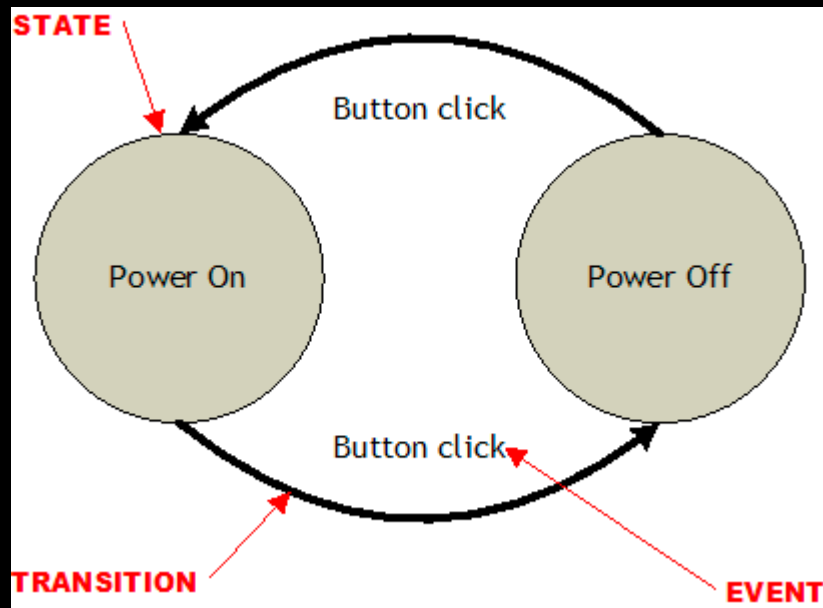 STATE
Button click
Power On
Power Off
Button click
TRANSITION
EVENT